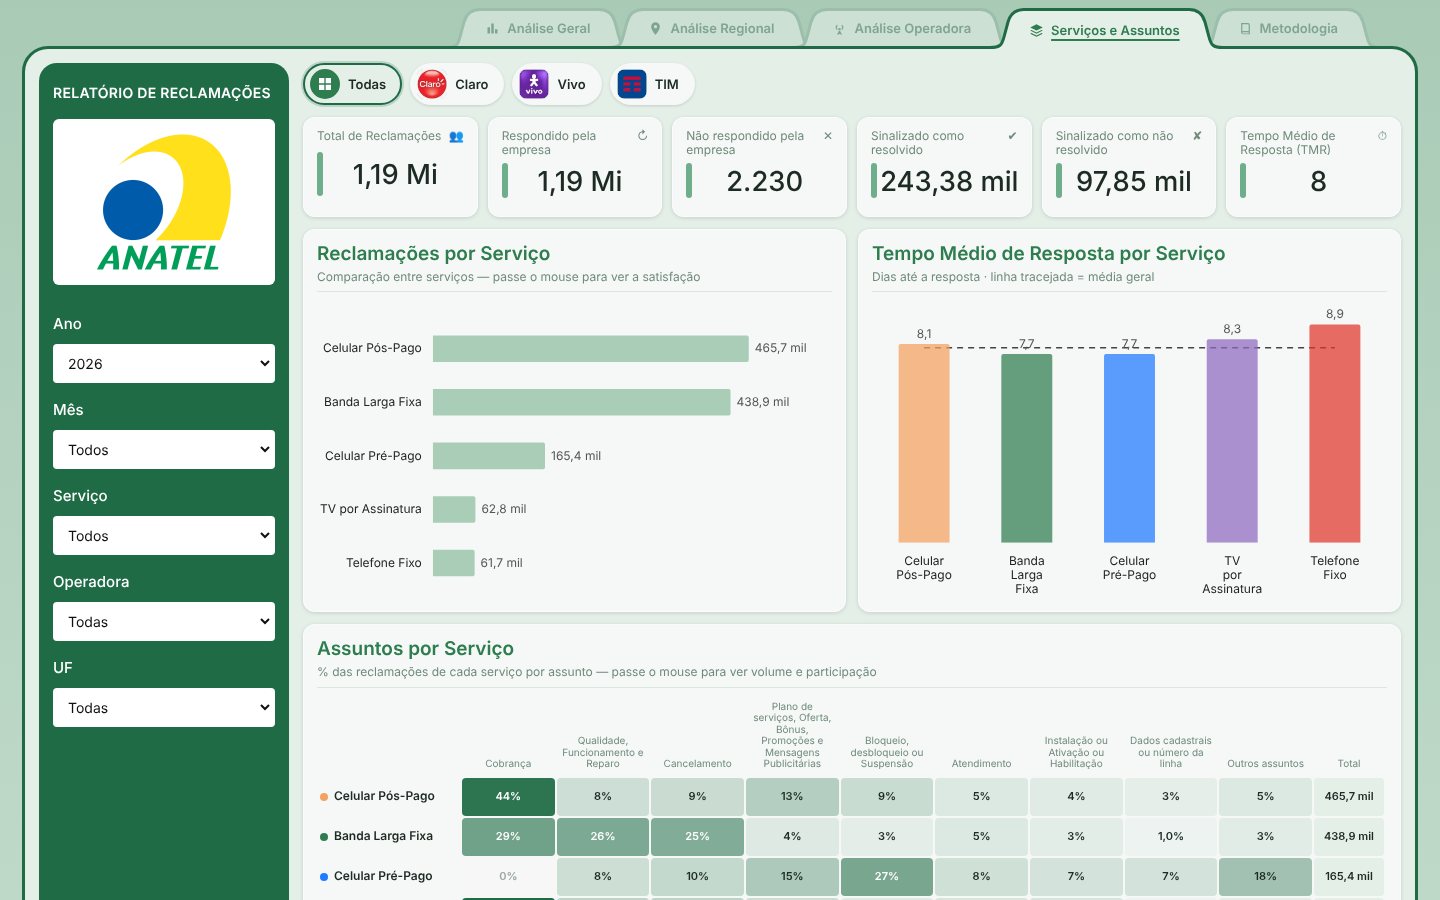 Análise Geral
Análise Regional
Análise Operadora
Serviços e Assuntos
Metodologia
RELATÓRIO DE RECLAMAÇÕES
ANATEL
Ano
2026
Mês
Todos
Serviço
Todos
Operadora
Todas
UF
Todas
Todas
Claro
Claro
vivo
Vivo
TIM
Total de Reclamações
1,19 Mi
Respondido pela
empresa
1,19 Mi
Não respondido pela
empresa
2.230
Sinalizado como
resolvido
243,38 mil
Sinalizado como não
resolvido
97,85 mil
Tempo Médio de
Resposta (TMR)
8
Reclamações por Serviço
Comparação entre serviços — passe o mouse para ver a satisfação
Celular Pós-Pago
465,7 mil
Banda Larga Fixa
438,9 mil
Celular Pré-Pago
165,4 mil
TV por Assinatura
62,8 mil
Telefone Fixo
61,7 mil
Tempo Médio de Resposta por Serviço
Dias até a resposta · linha tracejada = média geral
8,1
7,7
7,7
8,3
8,9
Celular
Pós-Pago
Banda
Larga
Fixa
Celular
Pré-Pago
TV
por
Assinatura
Telefone
Fixo
Assuntos por Serviço
% das reclamações de cada serviço por assunto — passe o mouse para ver volume e participação
Cobrança
Qualidade,
Funcionamento e
Reparo
Cancelamento
Plano de
serviços, Oferta,
Bônus,
Promoções e
Mensagens
Publicitárias
Bloqueio,
desbloqueio ou
Suspensão
Atendimento
Instalação ou
Ativação ou
Habilitação
Dados cadastrais
ou número da
linha
Outros assuntos
Total
Celular Pós-Pago 44% 8% 9% 13% 9% 5% 4% 3% 5% 465,7 mil
Banda Larga Fixa 29% 26% 25% 4% 3% 5% 3% 1,0% 3% 438,9 mil
Celular Pré-Pago 0% 8% 10% 15% 27% 8% 7% 7% 18% 165,4 mil